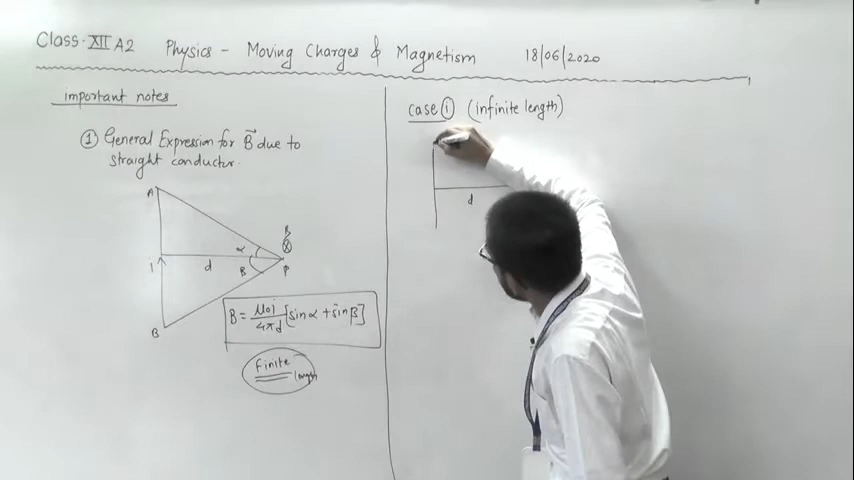 Class-XII A2 Physics - Moving Charges & Magnetism 18/06/2020
important notes
① General Expression for B⃗ due to
straight conductor.
A
B
⊗
α
i
d
β
P
B
B = μ₀i/4πd [sinα + sinβ]
Finite
length
case ① (infinite length)
d